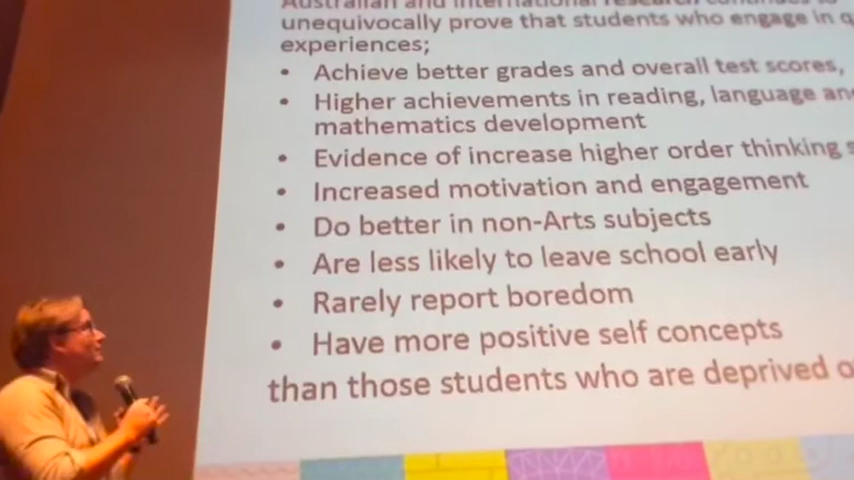 Australian and international research continues to
unequivocally prove that students who engage in
experiences;
• Achieve better grades and overall test scores,
• Higher achievements in reading, language and
mathematics development
• Evidence of increase higher order thinking
• Increased motivation and engagement
• Do better in non-Arts subjects
• Are less likely to leave school early
• Rarely report boredom
• Have more positive self concepts
than those students who are deprived